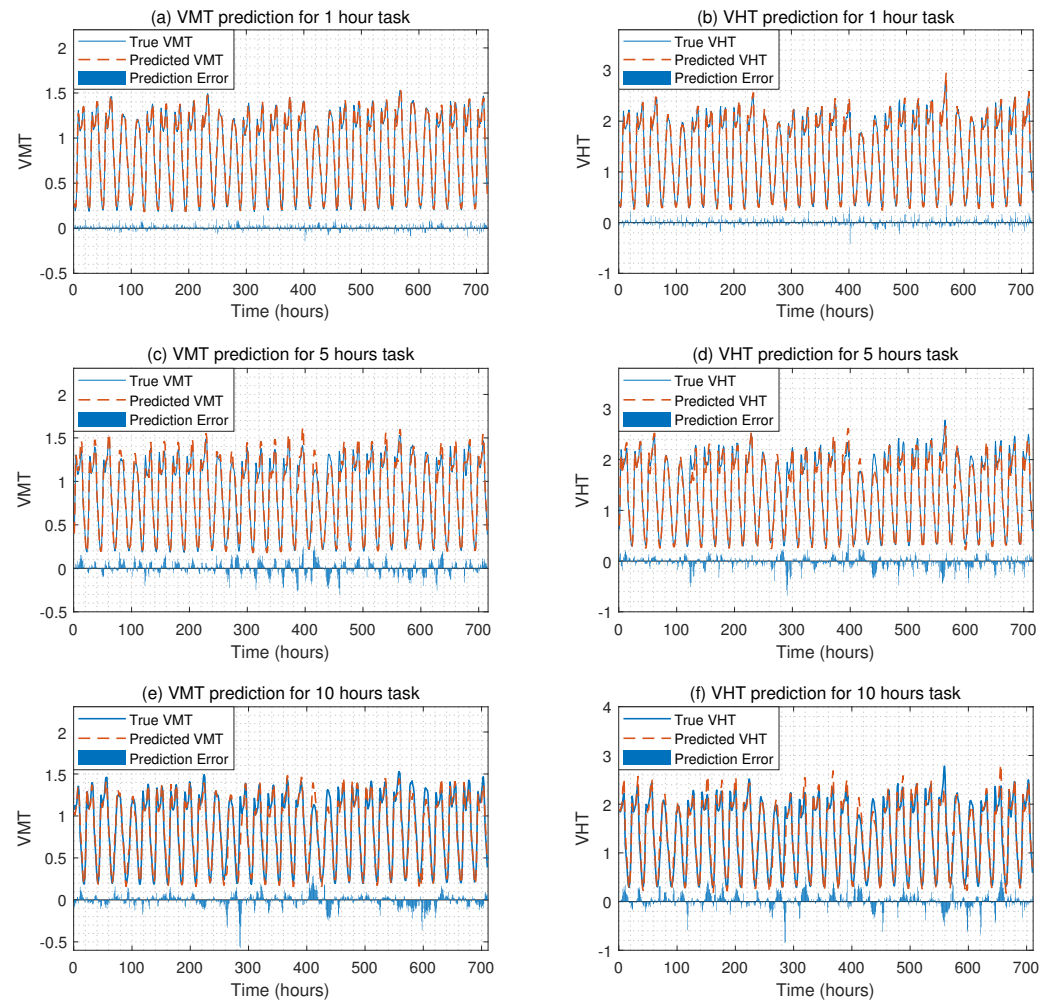 (a) VMT prediction for 1 hour task
2
1.5
1
0.5
0
-0.5
VMT
True VMT
Predicted VMT
Prediction Error
0 100 200 300 400 500 600 700
Time (hours)
(b) VHT prediction for 1 hour task
3
2
1
0
-1
VHT
True VHT
Predicted VHT
Prediction Error
0 100 200 300 400 500 600 700
Time (hours)
(c) VMT prediction for 5 hours task
2
1.5
1
0.5
0
-0.5
VMT
True VMT
Predicted VMT
Prediction Error
0 100 200 300 400 500 600 700
Time (hours)
(d) VHT prediction for 5 hours task
3
2
1
0
-1
VHT
True VHT
Predicted VHT
Prediction Error
0 100 200 300 400 500 600 700
Time (hours)
(e) VMT prediction for 10 hours task
2
1.5
1
0.5
0
-0.5
VMT
True VMT
Predicted VMT
Prediction Error
0 100 200 300 400 500 600 700
Time (hours)
(f) VHT prediction for 10 hours task
4
3
2
1
0
-1
VHT
True VHT
Predicted VHT
Prediction Error
0 100 200 300 400 500 600 700
Time (hours)